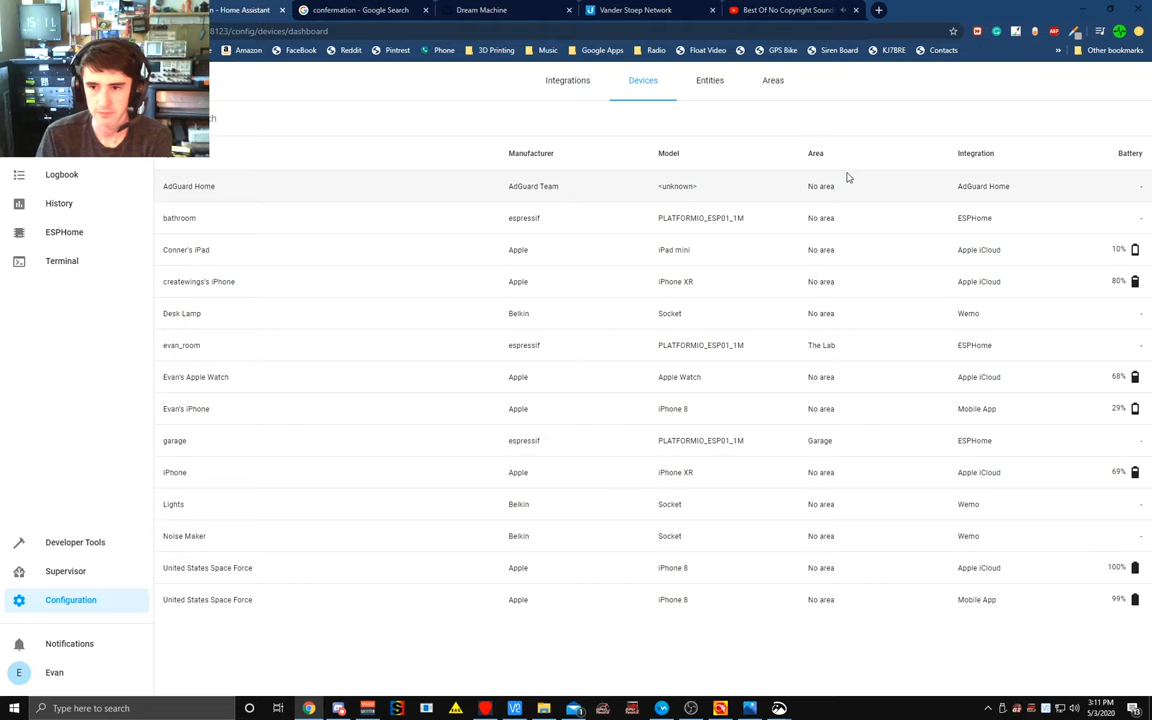 n - Home Assistant
confermation - Google Search
Dream Machine
Vander Stoep Network
Best Of No Copyright Sound
8123/config/devices/dashboard
Amazon
FaceBook
Reddit
Pintrest
Phone
3D Printing
Music
Google Apps
Radio
Float Video
GPS Bike
Siren Board
KJ7BRE
Contacts
»
Other bookmarks
15:11
Integrations
Devices
Entities
Areas
ch
Manufacturer Model Area Integration Battery
AdGuard Home AdGuard Team <unknown> No area AdGuard Home -
bathroom espressif PLATFORMIO_ESP01_1M No area ESPHome -
Conner's iPad Apple iPad mini No area Apple iCloud 10%
createwings's iPhone Apple iPhone XR No area Apple iCloud 80%
Desk Lamp Belkin Socket No area Wemo -
evan_room espressif PLATFORMIO_ESP01_1M The Lab ESPHome -
Evan's Apple Watch Apple Apple Watch No area Apple iCloud 68%
Evan's iPhone Apple iPhone 8 No area Mobile App 29%
garage espressif PLATFORMIO_ESP01_1M Garage ESPHome -
iPhone Apple iPhone XR No area Apple iCloud 69%
Lights Belkin Socket No area Wemo -
Noise Maker Belkin Socket No area Wemo -
United States Space Force Apple iPhone 8 No area Apple iCloud 100%
United States Space Force Apple iPhone 8 No area Mobile App 99%
Logbook
History
ESPHome
Terminal
Developer Tools
Supervisor
Configuration
Notifications
E Evan
Type here to search
3:11 PM
5/3/2020